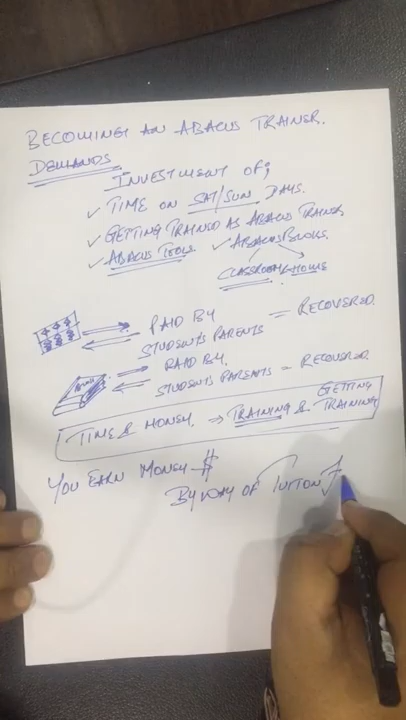 BECOMING AN ABACUS TRAINER.
DEMANDS
INVESTMENT OF;
✓ TIME ON SAT/SUN DAYS.
✓ GETTING TRAINED AS ABACUS TRAINER
✓ ABACUS TOOLS ✓ ABACUS BOOKS.
CLASSROOM & HOME
PAID BY STUDENTS PARENTS = RECOVERED.
PAID BY. STUDENTS PARENTS = RECOVERED.
TIME & MONEY. → TRAINING & GETTING TRAINING
YOU EARN MONEY $
BY WAY OF TUITION